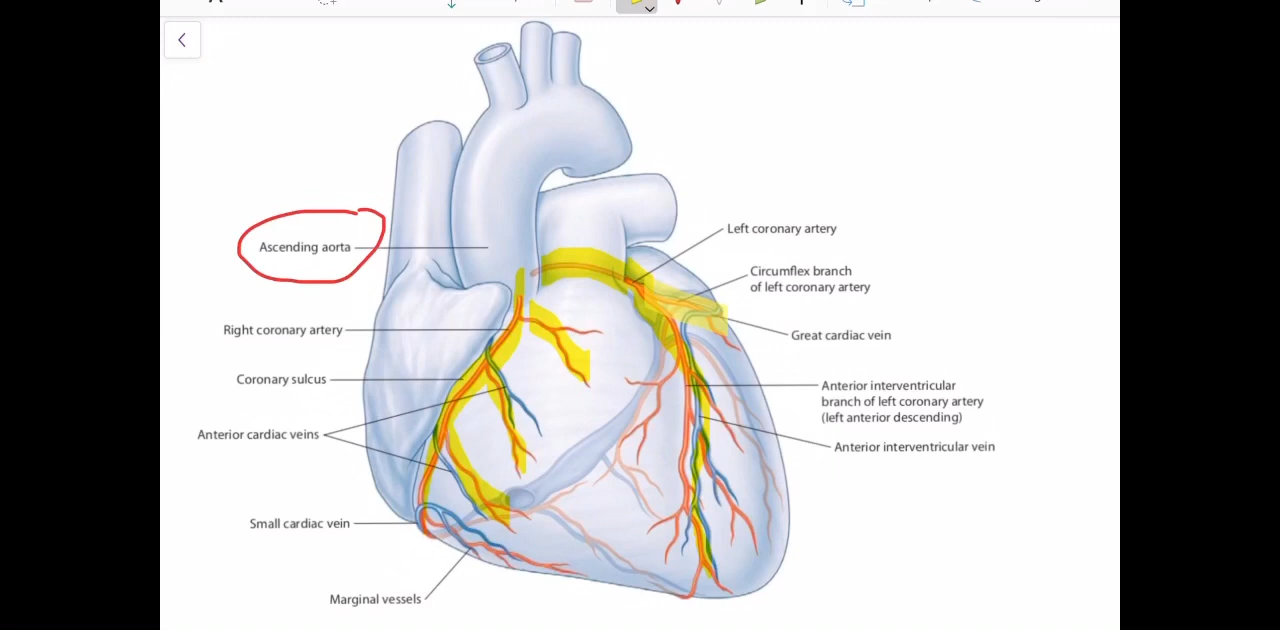 Ascending aorta
Left coronary artery
Circumflex branch
of left coronary artery
Right coronary artery
Great cardiac vein
Coronary sulcus
Anterior interventricular
branch of left coronary artery
(left anterior descending)
Anterior cardiac veins
Anterior interventricular vein
Small cardiac vein
Marginal vessels